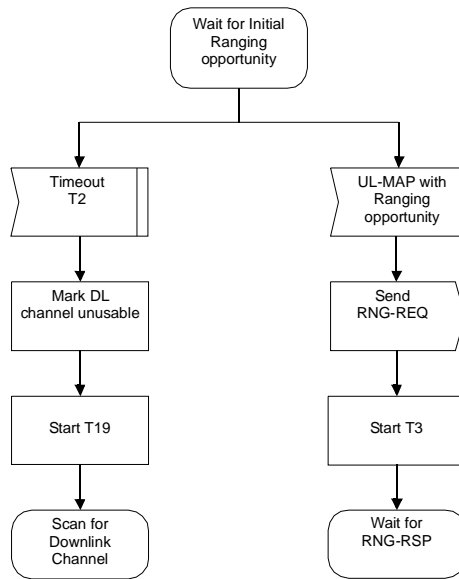 Wait for Initial
Ranging
opportunity
Timeout
T2
UL-MAP with
Ranging
opportunity
Mark DL
channel unusable
Send
RNG-REQ
Start T19
Start T3
Scan for
Downlink
Channel
Wait for
RNG-RSP